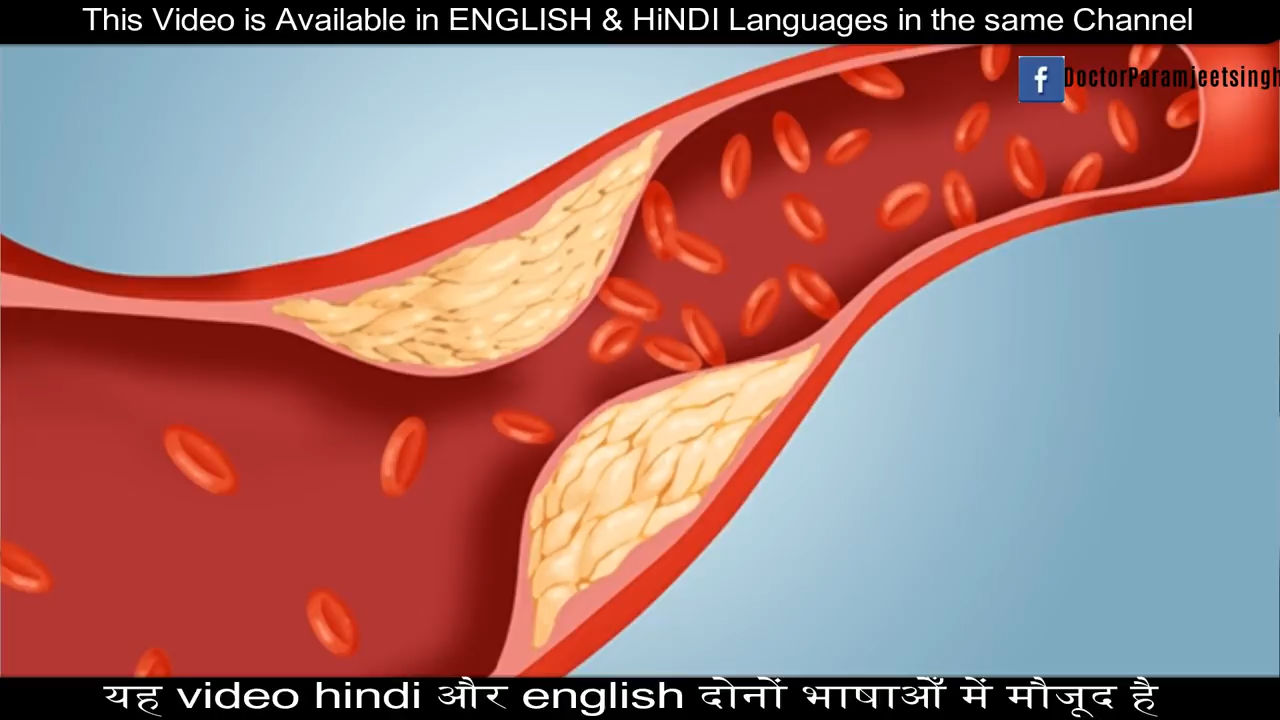 This Video is Available in ENGLISH & HiNDI Languages in the same Channel
f DoctorParamjeetsingh
यह video hindi और english दोनों भाषाओं में मौजूद है